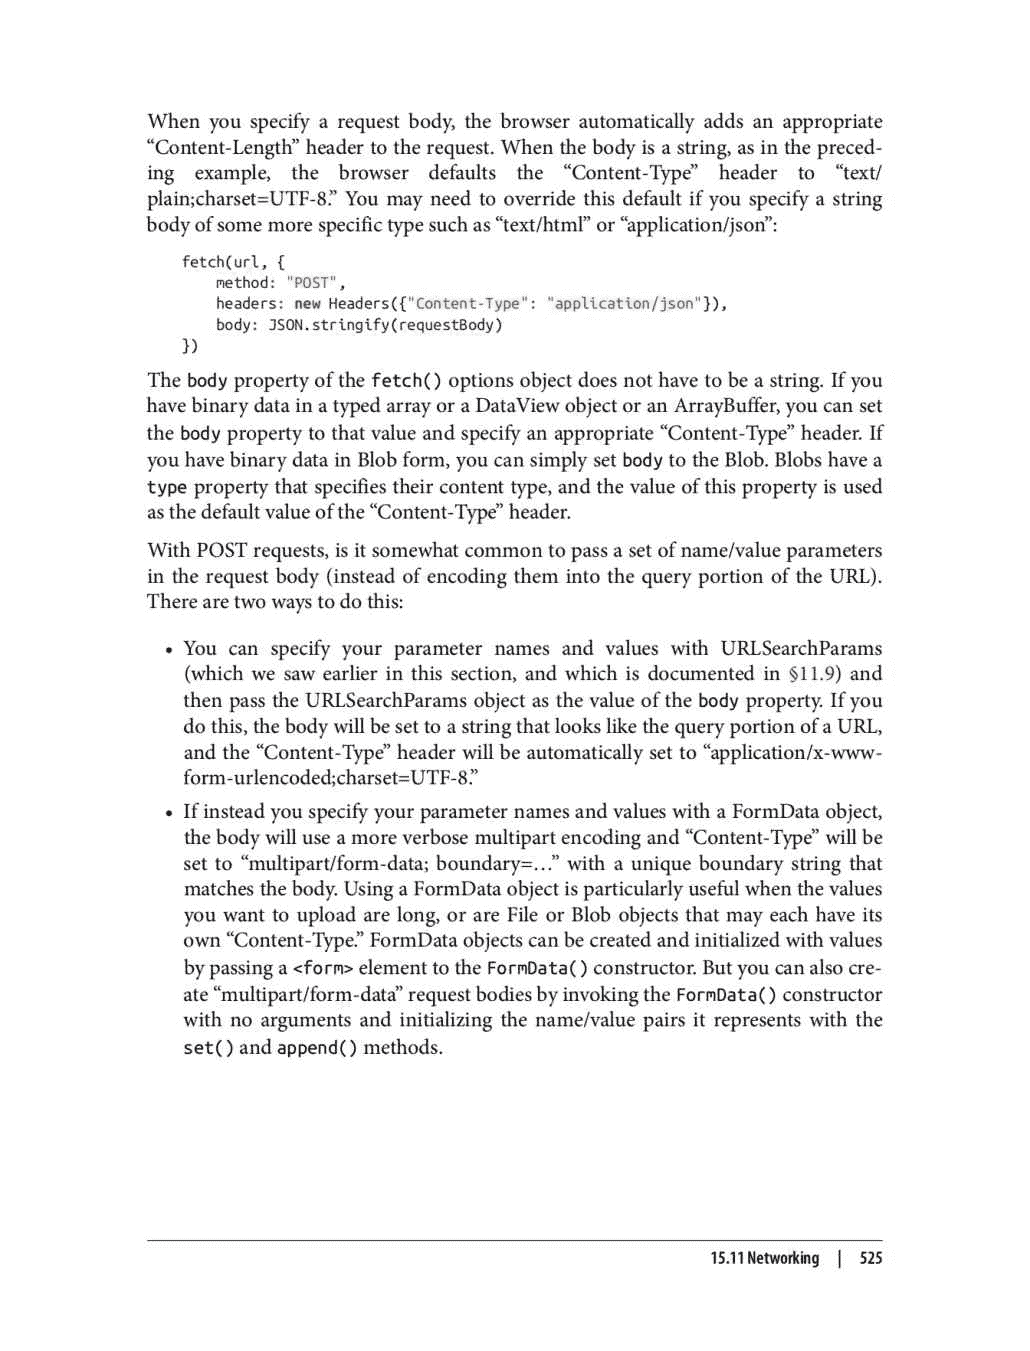 When you specify a request body, the browser automatically adds an appropriate
“Content-Length” header to the request. When the body is a string, as in the preced-
ing example, the browser defaults the “Content-Type” header to “text/
plain;charset=UTF-8.” You may need to override this default if you specify a string
body of some more specific type such as “text/html” or “application/json”:
fetch(url, {
    method: "POST",
    headers: new Headers({"Content-Type": "application/json"}),
    body: JSON.stringify(requestBody)
})
The body property of the fetch() options object does not have to be a string. If you
have binary data in a typed array or a DataView object or an ArrayBuffer, you can set
the body property to that value and specify an appropriate “Content-Type” header. If
you have binary data in Blob form, you can simply set body to the Blob. Blobs have a
type property that specifies their content type, and the value of this property is used
as the default value of the “Content-Type” header.
With POST requests, is it somewhat common to pass a set of name/value parameters
in the request body (instead of encoding them into the query portion of the URL).
There are two ways to do this:
• You can specify your parameter names and values with URLSearchParams
(which we saw earlier in this section, and which is documented in §11.9) and
then pass the URLSearchParams object as the value of the body property. If you
do this, the body will be set to a string that looks like the query portion of a URL,
and the “Content-Type” header will be automatically set to “application/x-www-
form-urlencoded;charset=UTF-8.”
• If instead you specify your parameter names and values with a FormData object,
the body will use a more verbose multipart encoding and “Content-Type” will be
set to “multipart/form-data; boundary=…” with a unique boundary string that
matches the body. Using a FormData object is particularly useful when the values
you want to upload are long, or are File or Blob objects that may each have its
own “Content-Type.” FormData objects can be created and initialized with values
by passing a <form> element to the FormData() constructor. But you can also cre-
ate “multipart/form-data” request bodies by invoking the FormData() constructor
with no arguments and initializing the name/value pairs it represents with the
set() and append() methods.
15.11 Networking | 525